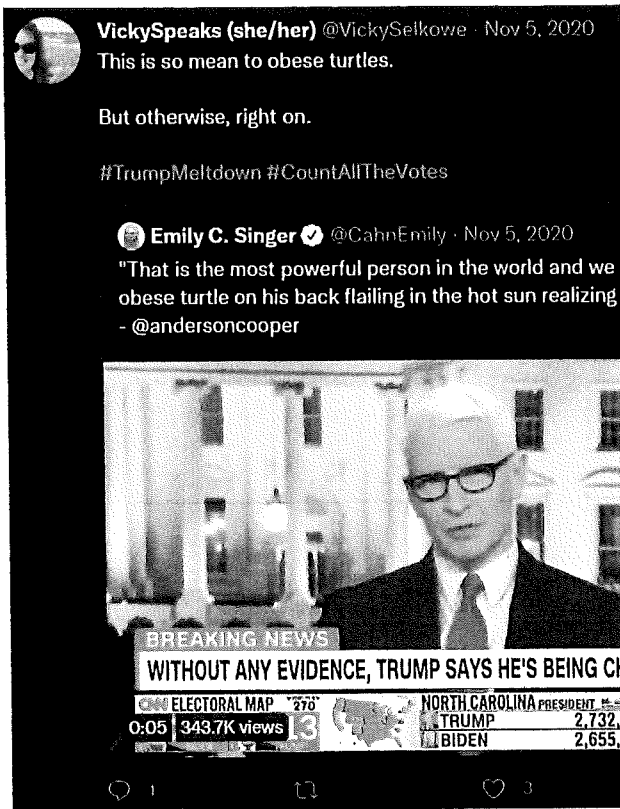 VickySpeaks (she/her) @VickySelkowe · Nov 5, 2020
This is so mean to obese turtles.
But otherwise, right on.
#TrumpMeltdown #CountAllTheVotes
Emily C. Singer @CahnEmily · Nov 5, 2020
"That is the most powerful person in the world and we
obese turtle on his back flailing in the hot sun realizing
- @andersoncooper
BREAKING NEWS
WITHOUT ANY EVIDENCE, TRUMP SAYS HE'S BEING CH
CNN ELECTORAL MAP 270
NORTH CAROLINA PRESIDENT
0:05 343.7K views 3
TRUMP 2,732,
BIDEN 2,655,
1 3